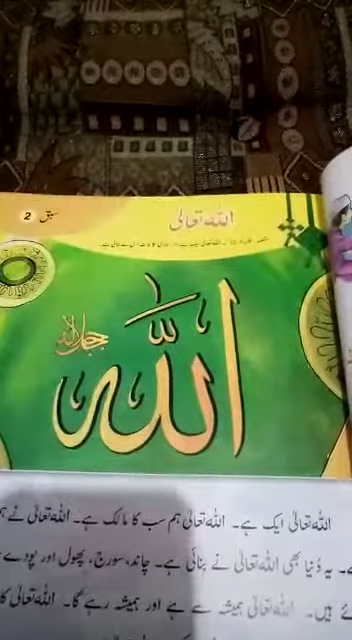 سبق 2
اللہ تعالیٰ
اللہ
جل جلالہ
اللہ تعالیٰ ایک ہے۔ اللہ تعالیٰ ہم سب کا مالک ہے۔ اللہ تعالیٰ نے
یہ دُنیا بھی اللہ تعالیٰ نے بنائی ہے۔ چاند، سورج، پھول اور پودے
ہیں۔ اللہ تعالیٰ ہمیشہ سے ہے اور ہمیشہ رہے گا۔ اللہ تعالیٰ